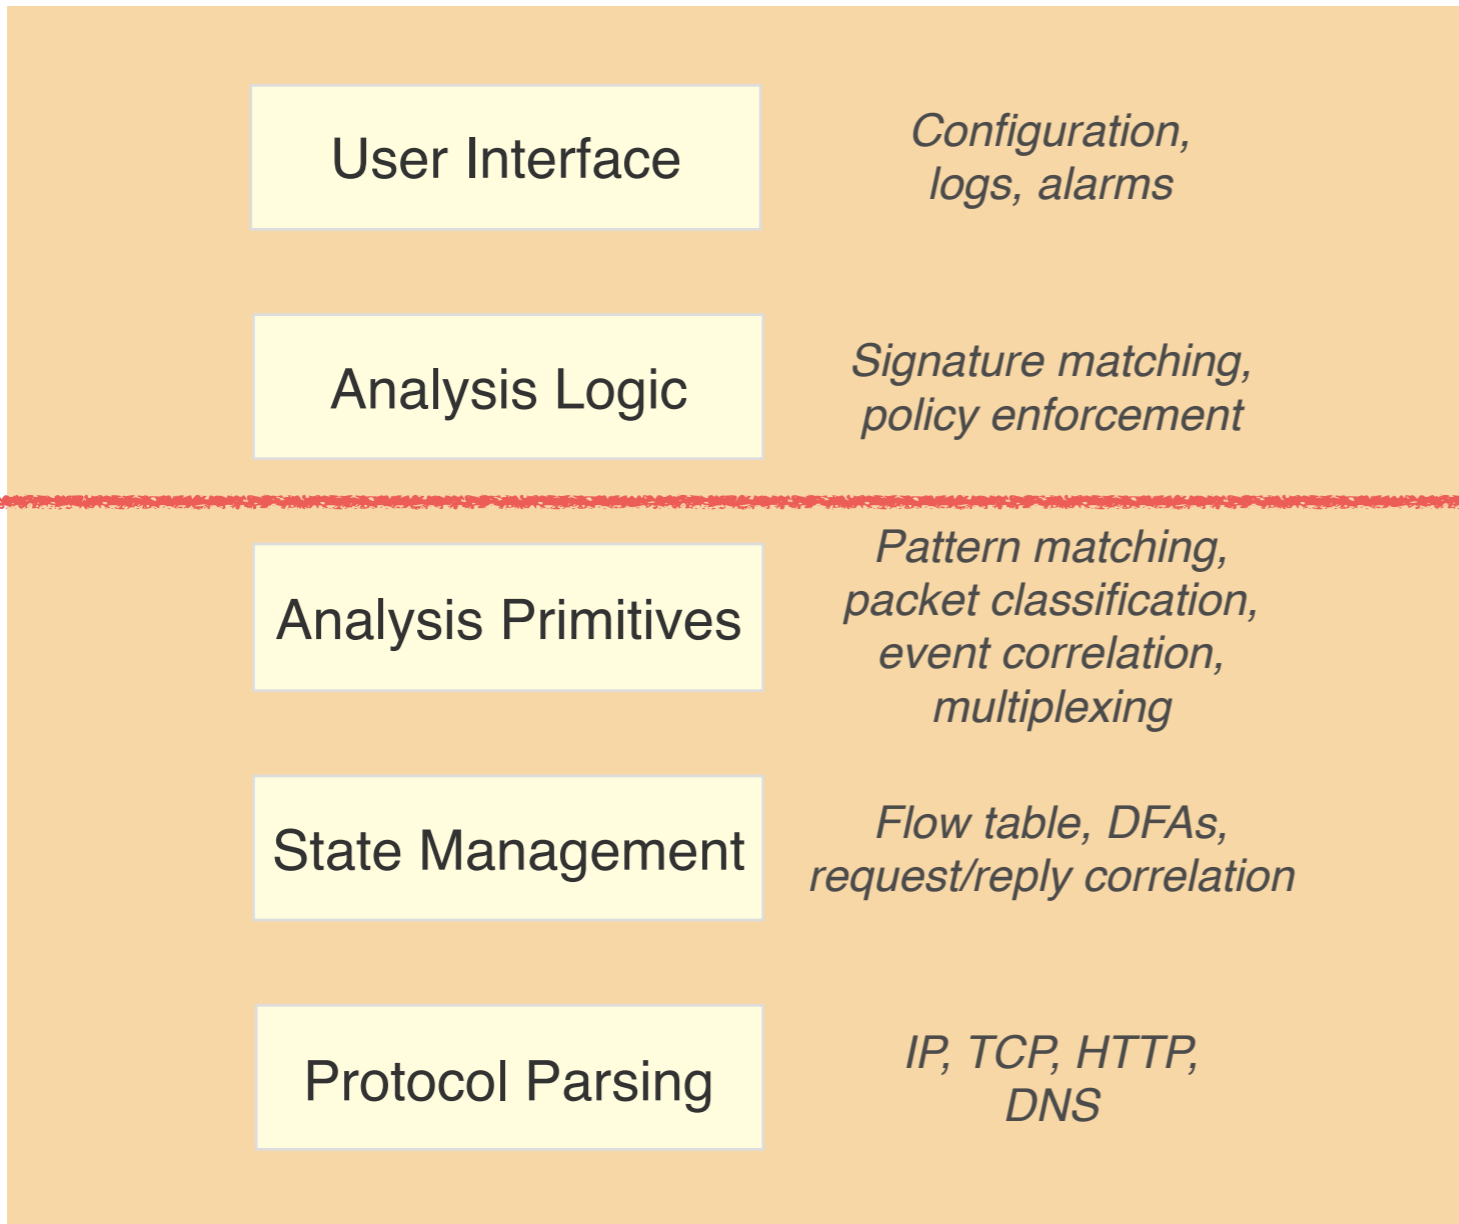 User Interface
Configuration,
logs, alarms
Analysis Logic
Signature matching,
policy enforcement
Analysis Primitives
Pattern matching,
packet classification,
event correlation,
multiplexing
State Management
Flow table, DFAs,
request/reply correlation
Protocol Parsing
IP, TCP, HTTP,
DNS